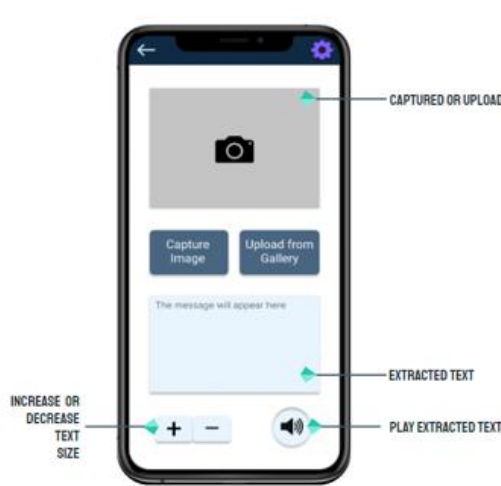 CAPTURED OR UPLOAD
Capture
Image
Upload from
Gallery
The message will appear here
EXTRACTED TEXT
INCREASE OR
DECREASE
TEXT
SIZE
+ −
PLAY EXTRACTED TEXT